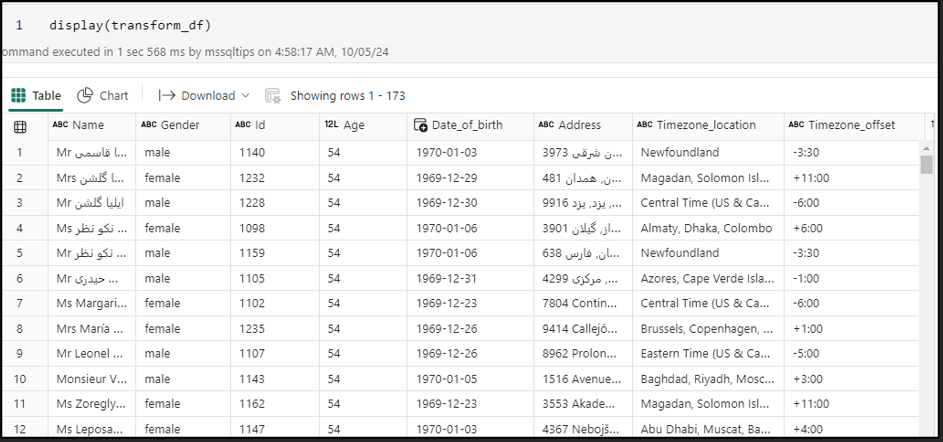 1 display(transform_df)
ommand executed in 1 sec 568 ms by mssqltips on 4:58:17 AM, 10/05/24
Table Chart Download Showing rows 1 - 173
ABC Name ABC Gender ABC Id 12L Age Date_of_birth ABC Address ABC Timezone_location ABC Timezone_offset
1 Mr ا قاسمی... male 1140 54 1970-01-03 3973 ن شرقی... Newfoundland -3:30
2 Mrs ا گلشن... female 1232 54 1969-12-29 481 ن, همدان... Magadan, Solomon Isl... +11:00
3 Mr ایلیا گلشن male 1228 54 1969-12-30 9916 یزد, یزد... Central Time (US & Ca... -6:00
4 Ms نکو نظر... female 1098 54 1970-01-06 3901 از, گیلان... Almaty, Dhaka, Colombo +6:00
5 Mr نکو نظر... male 1159 54 1970-01-06 638 ان, فارس... Newfoundland -3:30
6 Mr حیدری... male 1105 54 1969-12-31 4299 مرکزی... Azores, Cape Verde Isla... -1:00
7 Ms Margari... female 1102 54 1969-12-23 7804 Contin... Central Time (US & Ca... -6:00
8 Mrs María ... female 1235 54 1969-12-26 9414 Callejó... Brussels, Copenhagen, ... +1:00
9 Mr Leonel ... male 1107 54 1969-12-26 8962 Prolon... Eastern Time (US & Ca... -5:00
10 Monsieur V... male 1143 54 1970-01-05 1516 Avenue... Baghdad, Riyadh, Mosc... +3:00
11 Ms Zoregly... female 1162 54 1969-12-23 3553 Akade... Magadan, Solomon Isl... +11:00
12 Ms Leposa... female 1147 54 1970-01-06 4367 Nebojš... Abu Dhabi, Muscat, Ba... +4:00